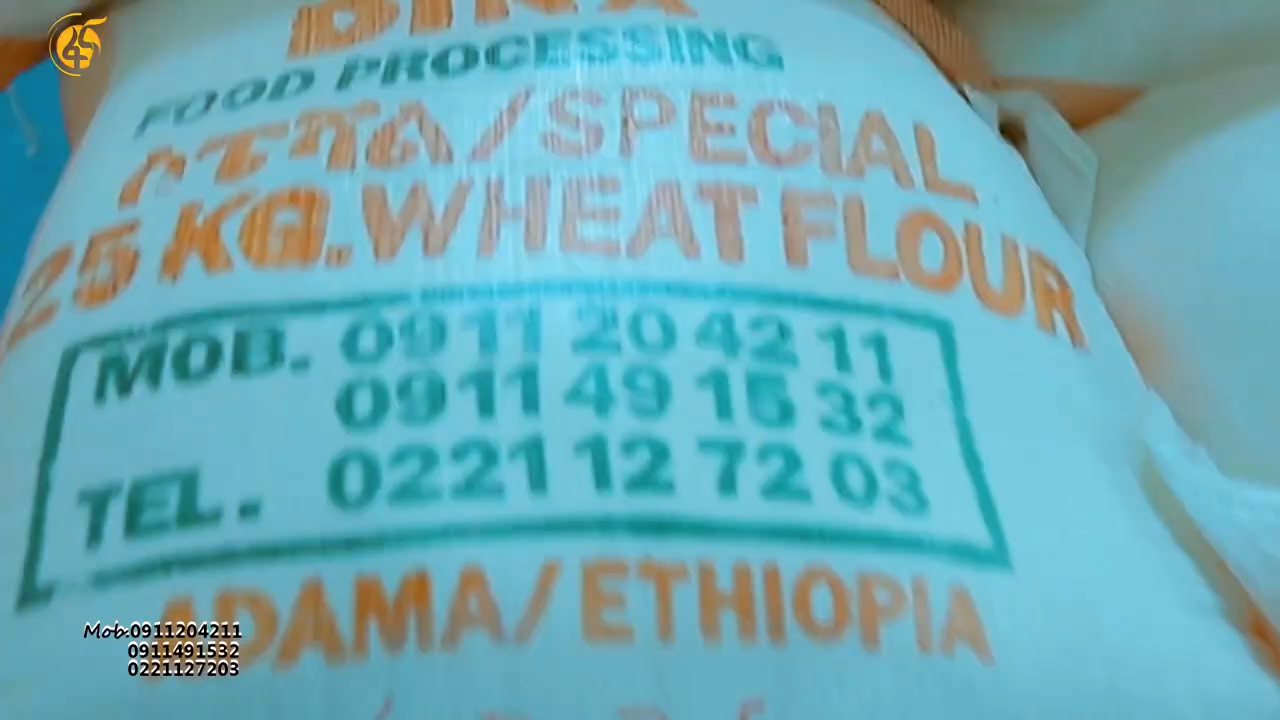 FOOD PROCESSING
ስፔሻል/SPECIAL
25 KG. WHEAT FLOUR
MOB. 0911 20 42 11
0911 49 15 32
TEL. 0221 12 72 03
ADAMA/ETHIOPIA
Mob:0911204211
0911491532
0221127203